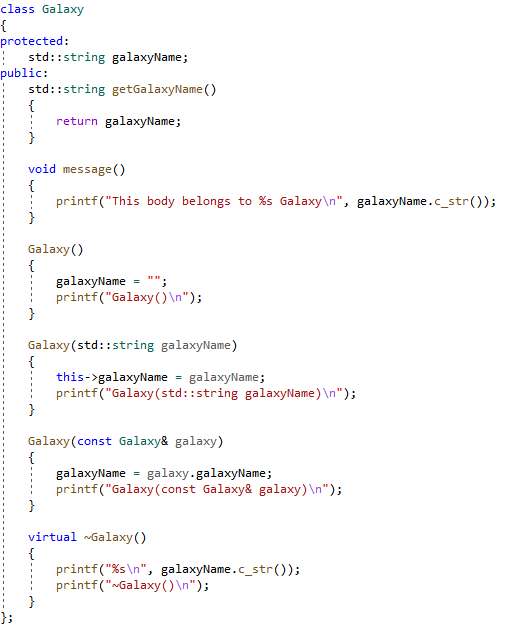 class Galaxy
{
protected:
    std::string galaxyName;
public:
    std::string getGalaxyName()
    {
        return galaxyName;
    }

    void message()
    {
        printf("This body belongs to %s Galaxy\n", galaxyName.c_str());
    }

    Galaxy()
    {
        galaxyName = "";
        printf("Galaxy()\n");
    }

    Galaxy(std::string galaxyName)
    {
        this->galaxyName = galaxyName;
        printf("Galaxy(std::string galaxyName)\n");
    }

    Galaxy(const Galaxy& galaxy)
    {
        galaxyName = galaxy.galaxyName;
        printf("Galaxy(const Galaxy& galaxy)\n");
    }

    virtual ~Galaxy()
    {
        printf("%s\n", galaxyName.c_str());
        printf("~Galaxy()\n");
    }
};